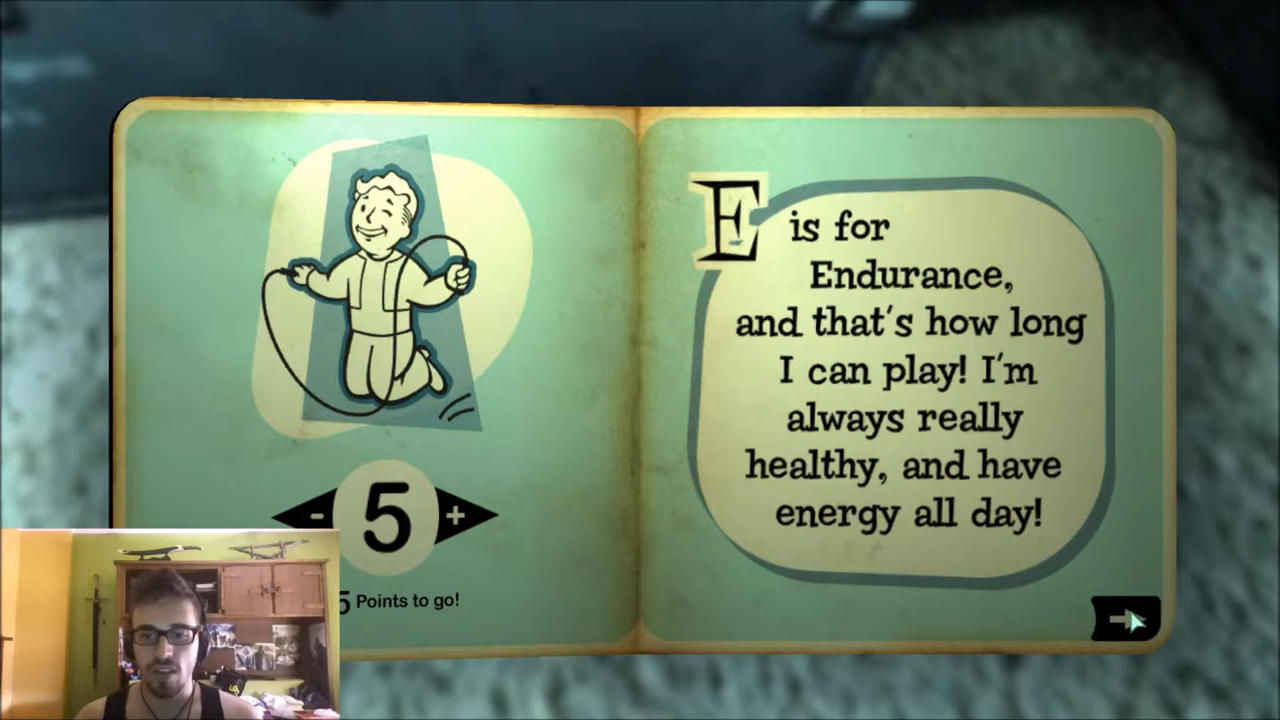 -
5
+
5 Points to go!
E is for
Endurance,
and that's how long
I can play! I'm
always really
healthy, and have
energy all day!